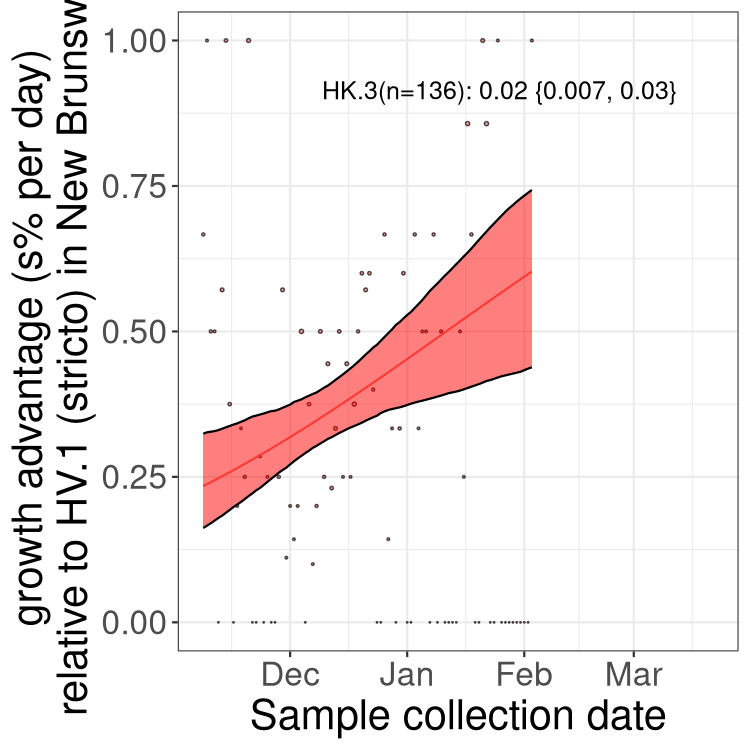 growth advantage (s% per day)
relative to HV.1 (stricto) in New Brunsw
1.00
0.75
0.50
0.25
0.00
HK.3(n=136): 0.02 {0.007, 0.03}
Dec Jan Feb Mar
Sample collection date